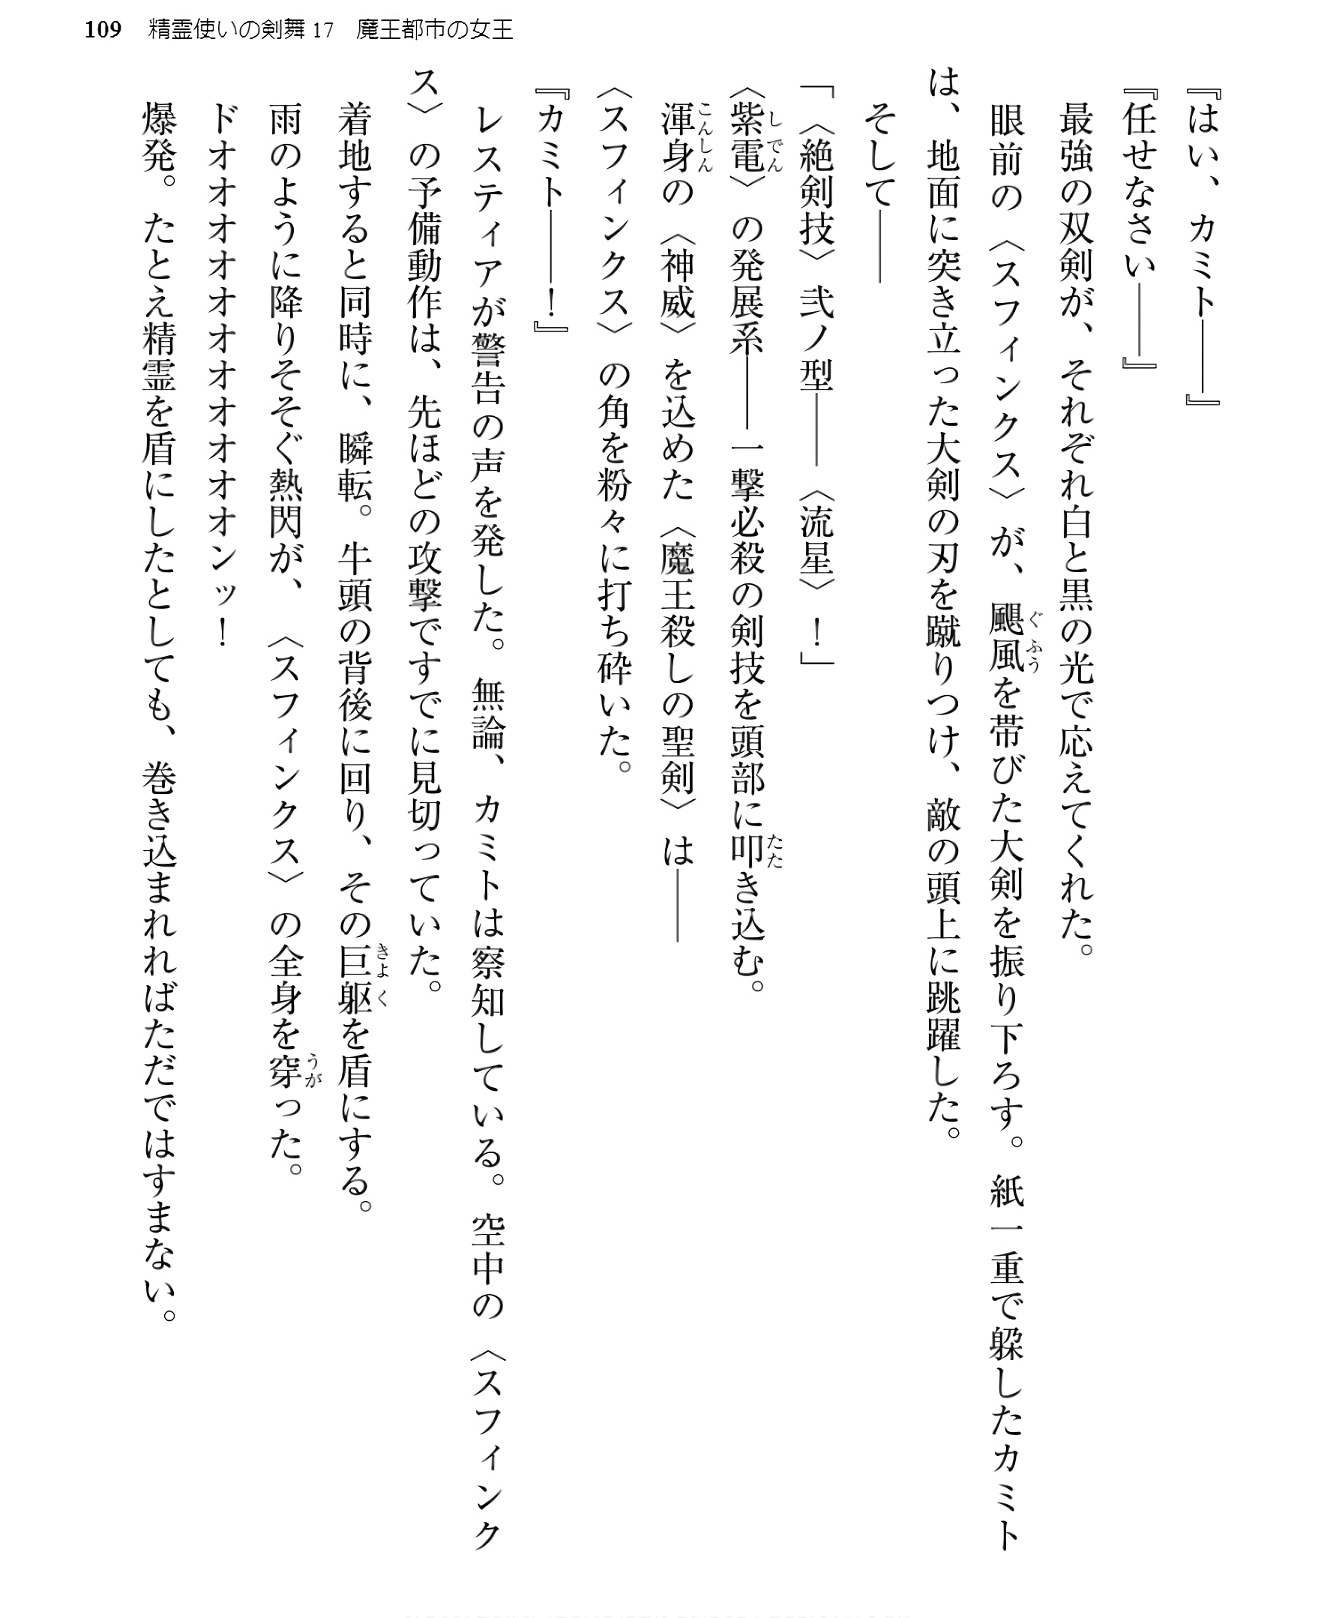 109　精霊使いの剣舞 17　魔王都市の女王
『はい、カミト――』
『任せなさい――』
　最強の双剣が、それぞれ白と黒の光で応えてくれた。
　眼前の〈スフィンクス〉が、颶風を帯びた大剣を振り下ろす。紙一重で躱したカミト
は、地面に突き立った大剣の刃を蹴りつけ、敵の頭上に跳躍した。
　そして――
「〈絶剣技〉弐ノ型――〈流星〉！」
〈紫電〉の発展系――一撃必殺の剣技を頭部に叩き込む。
　渾身の〈神威〉を込めた〈魔王殺しの聖剣〉は――
〈スフィンクス〉の角を粉々に打ち砕いた。
『カミト――！』
　レスティアが警告の声を発した。無論、カミトは察知している。空中の〈スフィンク
ス〉の予備動作は、先ほどの攻撃ですでに見切っていた。
　着地すると同時に、瞬転。牛頭の背後に回り、その巨躯を盾にする。
　雨のように降りそそぐ熱閃が、〈スフィンクス〉の全身を穿った。
　ドオオオオオオオオオオオオンッ！
　爆発。たとえ精霊を盾にしたとしても、巻き込まれればただではすまない。